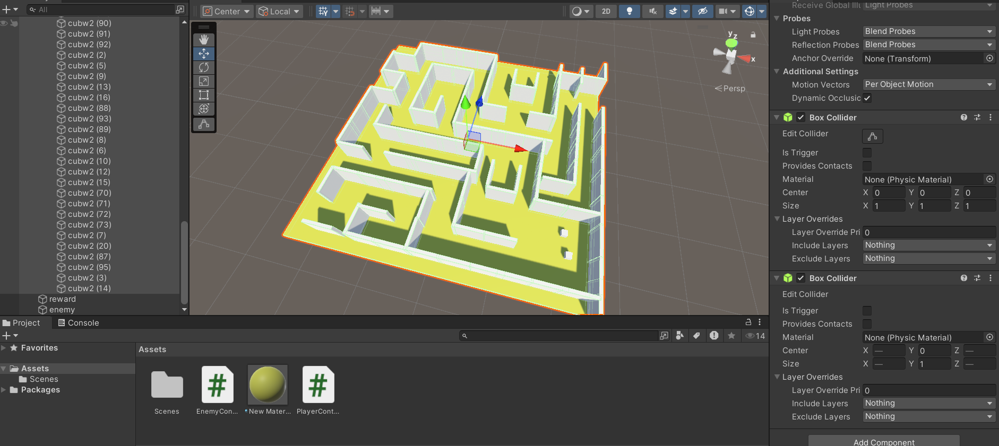 All
Center
Local
2D
cubw2 (90)
cubw2 (91)
cubw2 (92)
cubw2 (2)
cubw2 (5)
cubw2 (9)
cubw2 (13)
cubw2 (16)
cubw2 (88)
cubw2 (93)
cubw2 (89)
cubw2 (8)
cubw2 (6)
cubw2 (10)
cubw2 (12)
cubw2 (15)
cubw2 (70)
cubw2 (71)
cubw2 (72)
cubw2 (73)
cubw2 (7)
cubw2 (20)
cubw2 (87)
cubw2 (95)
cubw2 (3)
cubw2 (14)
reward
enemy
y
z
x
Persp
Receive Global Illu Light Probes
Probes
Light Probes Blend Probes
Reflection Probes Blend Probes
Anchor Override None (Transform)
Additional Settings
Motion Vectors Per Object Motion
Dynamic Occlusic
Box Collider
Edit Collider
Is Trigger
Provides Contacts
Material None (Physic Material)
Center X 0 Y 0 Z 0
Size X 1 Y 1 Z 1
Layer Overrides
Layer Override Pri 0
Include Layers Nothing
Exclude Layers Nothing
Box Collider
Edit Collider
Is Trigger
Provides Contacts
Material None (Physic Material)
Center X — Y 0 Z —
Size X — Y 1 Z —
Layer Overrides
Layer Override Pri 0
Include Layers Nothing
Exclude Layers Nothing
Add Component
Project
Console
14
Favorites
Assets
Scenes
Packages
Assets
Scenes
EnemyCon...
New Mater...
PlayerCont...